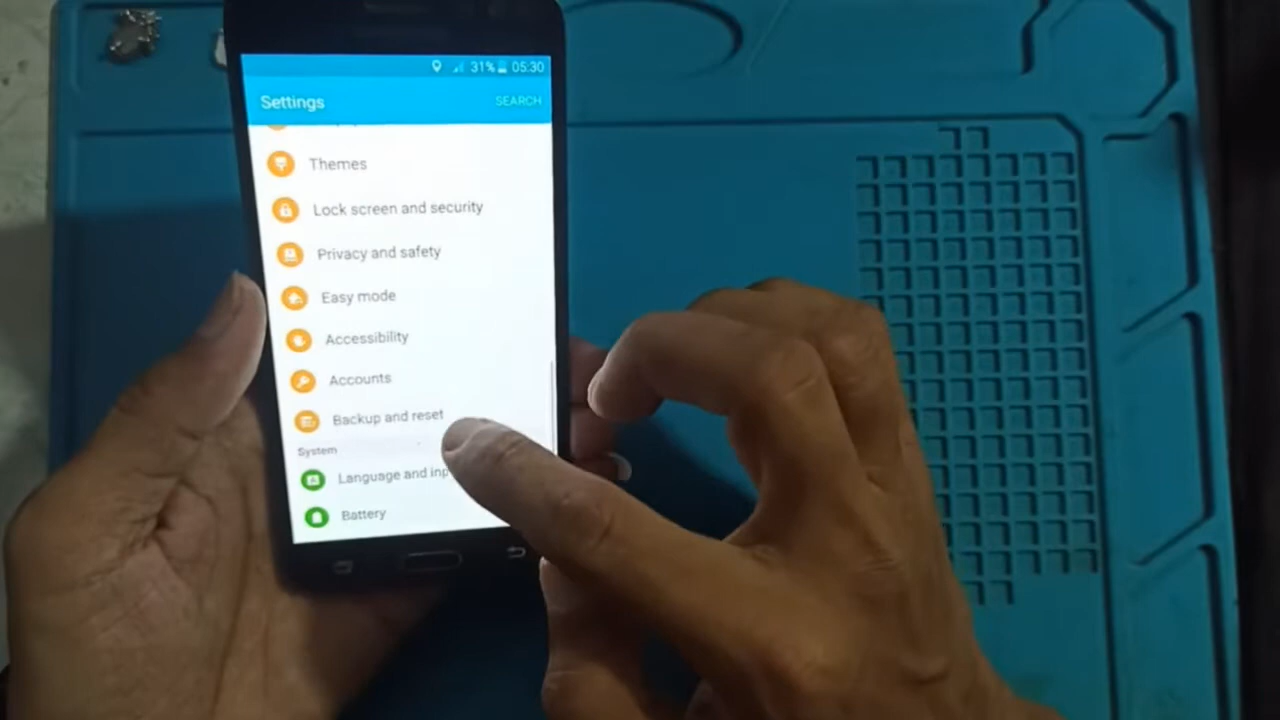 31% 05:30
Settings SEARCH
Themes
Lock screen and security
Privacy and safety
Easy mode
Accessibility
Accounts
Backup and reset
System
Language and inp
Battery